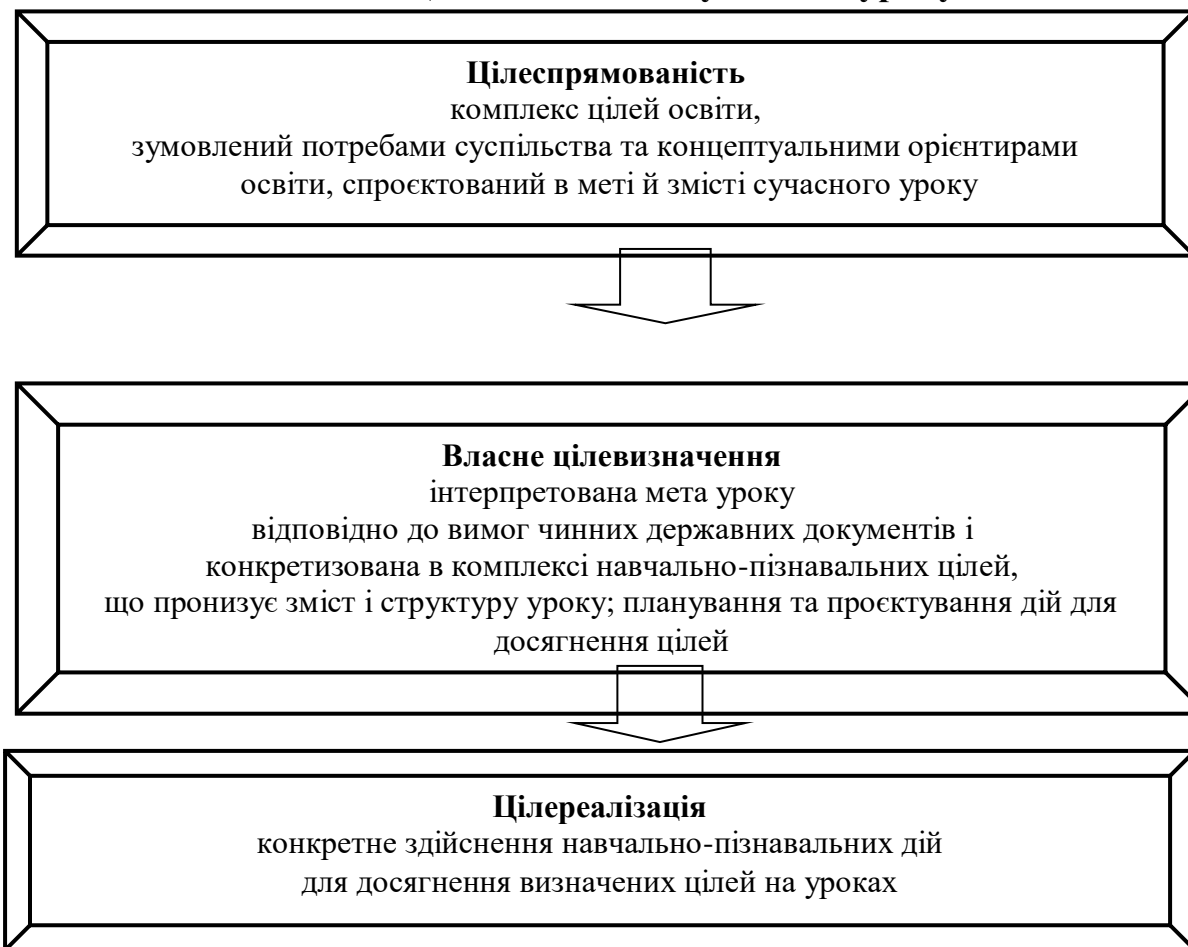 Цілеспрямованість
комплекс цілей освіти,
зумовлений потребами суспільства та концептуальними орієнтирами
освіти, спроєктований в меті й змісті сучасного уроку
Власне цілевизначення
інтерпретована мета уроку
відповідно до вимог чинних державних документів і
конкретизована в комплексі навчально-пізнавальних цілей,
що пронизує зміст і структуру уроку; планування та проєктування дій для
досягнення цілей
Цілереалізація
конкретне здійснення навчально-пізнавальних дій
для досягнення визначених цілей на уроках